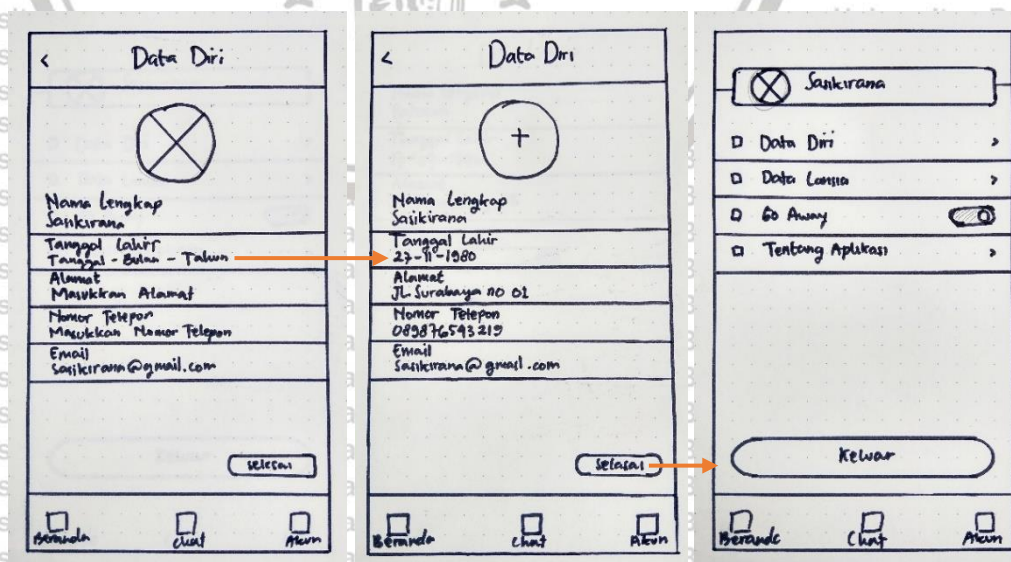 < Data Diri
Nama Lengkap
Sasikirana
Tanggal Lahir
Tanggal - Bulan - Tahun
Alamat
Masukkan Alamat
Nomor Telepon
Masukkan Nomor Telepon
Email
Sasikirana@gmail.com
Selesai
Beranda Chat Akun
< Data Diri
+
Nama Lengkap
Sasikirana
Tanggal Lahir
27-11-1980
Alamat
JL Surabaya no 01
Nomor Telepon
089876543219
Email
Sasikirana@gmail.com
Selesai
Beranda Chat Akun
Sasikirana
Data Diri >
Data Lansia >
Go Away
Tentang Aplikasi >
Keluar
Beranda Chat Akun